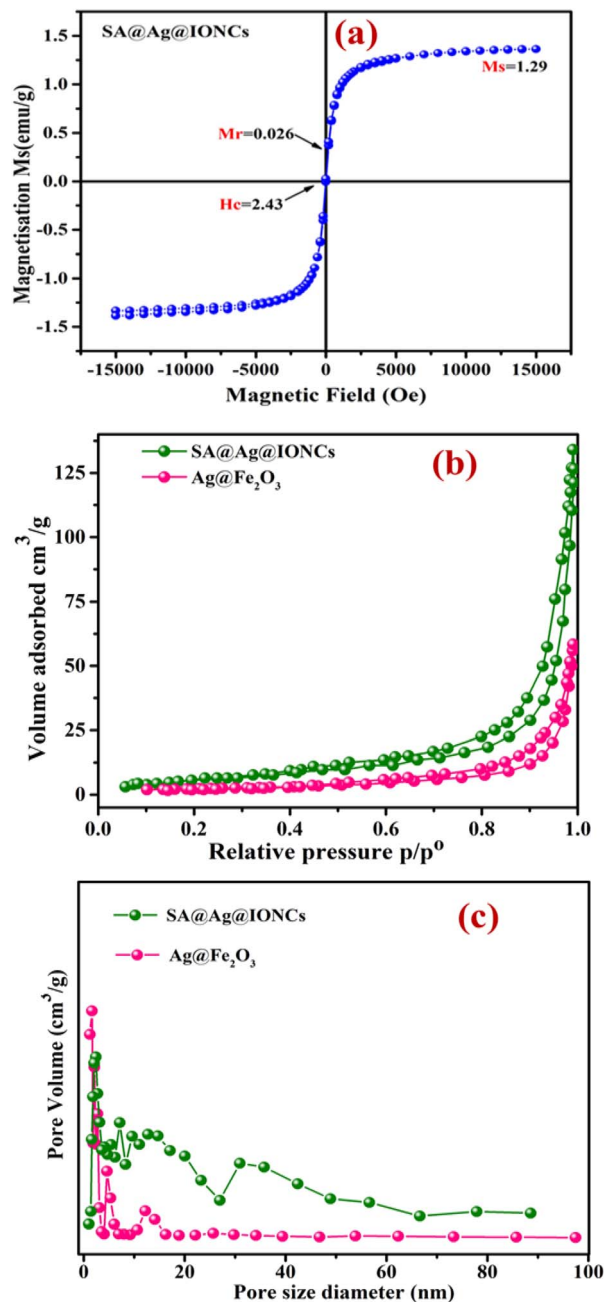 SA@Ag@IONCs
(a)
Ms=1.29
Mr=0.026
Hc=2.43
Magnetisation Ms(emu/g)
1.5
1.0
0.5
0.0
-0.5
-1.0
-1.5
-15000 -10000 -5000 0 5000 10000 15000
Magnetic Field (Oe)
SA@Ag@IONCs
Ag@Fe₂O₃
(b)
Volume adsorbed cm³/g
125
100
75
50
25
0
0.0 0.2 0.4 0.6 0.8 1.0
Relative pressure p/pº
SA@Ag@IONCs
Ag@Fe₂O₃
(c)
Pore Volume (cm³/g)
0 20 40 60 80 100
Pore size diameter (nm)